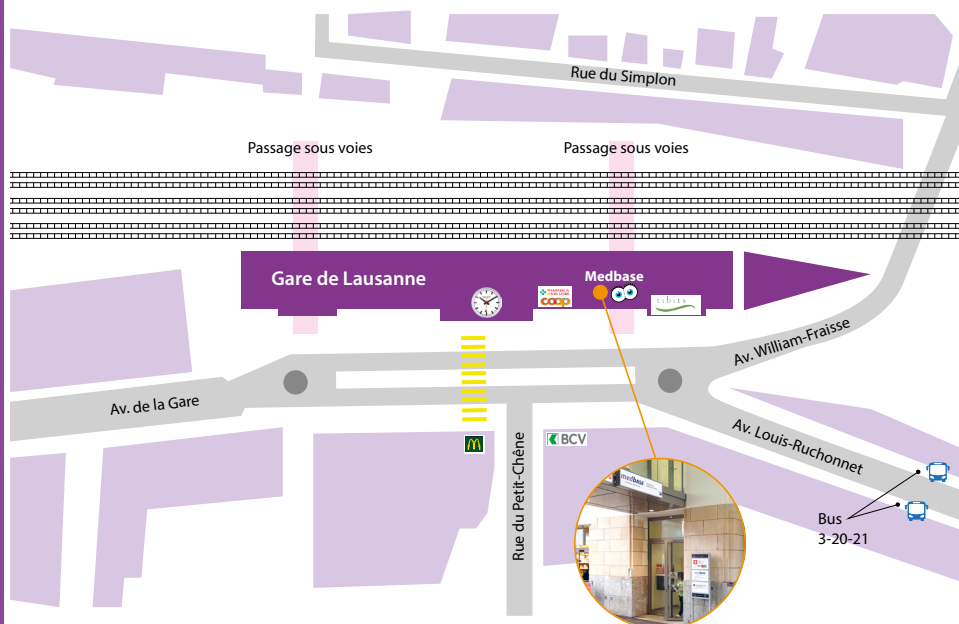 Rue du Simplon
Passage sous voies
Passage sous voies
Gare de Lausanne
Medbase
coop
tibits
Av. William-Fraisse
Av. de la Gare
Av. Louis-Ruchonnet
BCV
Rue du Petit-Chêne
medbase
Bus
3-20-21